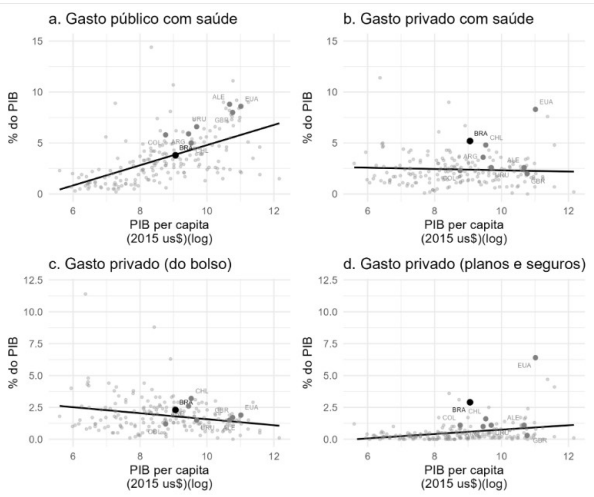 a. Gasto público com saúde
% do PIB
15
10
5
0
ALE
EUA
URU
GBR
COL
ARG
BRA
CHL
6 8 10 12
PIB per capita
(2015 us$)(log)
b. Gasto privado com saúde
% do PIB
15
10
5
0
EUA
BRA
CHL
ARG
ALE
COL
URU
GBR
6 8 10 12
PIB per capita
(2015 us$)(log)
c. Gasto privado (do bolso)
% do PIB
12.5
10.0
7.5
5.0
2.5
0.0
CHL
BRA
GBR
EUA
COL
URU
ALE
6 8 10 12
PIB per capita
(2015 us$)(log)
d. Gasto privado (planos e seguros)
% do PIB
12.5
10.0
7.5
5.0
2.5
0.0
EUA
BRA
CHL
COL
ALE
GBR
6 8 10 12
PIB per capita
(2015 us$)(log)